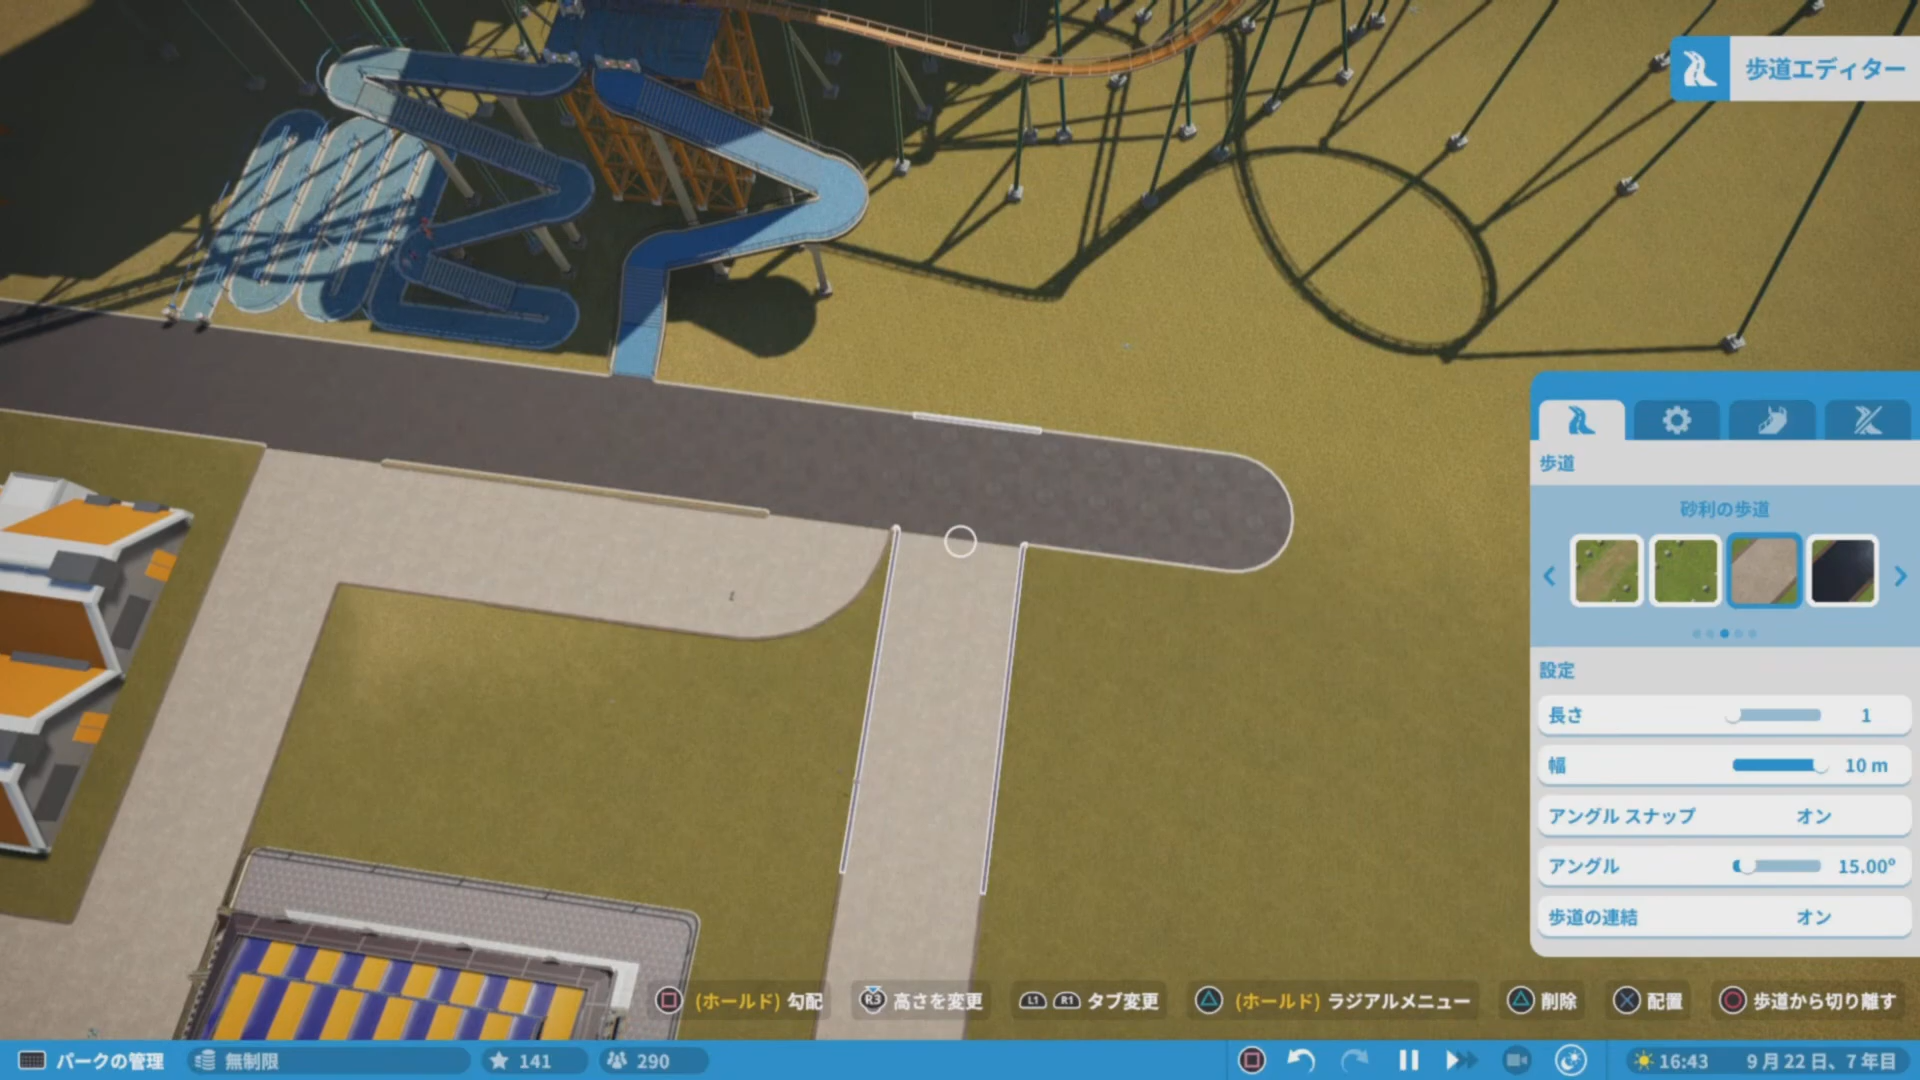 歩道エディター
歩道
砂利の歩道
設定
長さ 1
幅 10 m
アングル スナップ オン
アングル 15.00°
歩道の連結 オン
(ホールド) 勾配 R3 高さを変更 L1 R1 タブ変更 (ホールド) ラジアルメニュー 削除 配置 歩道から切り離す
パークの管理 無制限 141 290 16:43 9月22日、7年目